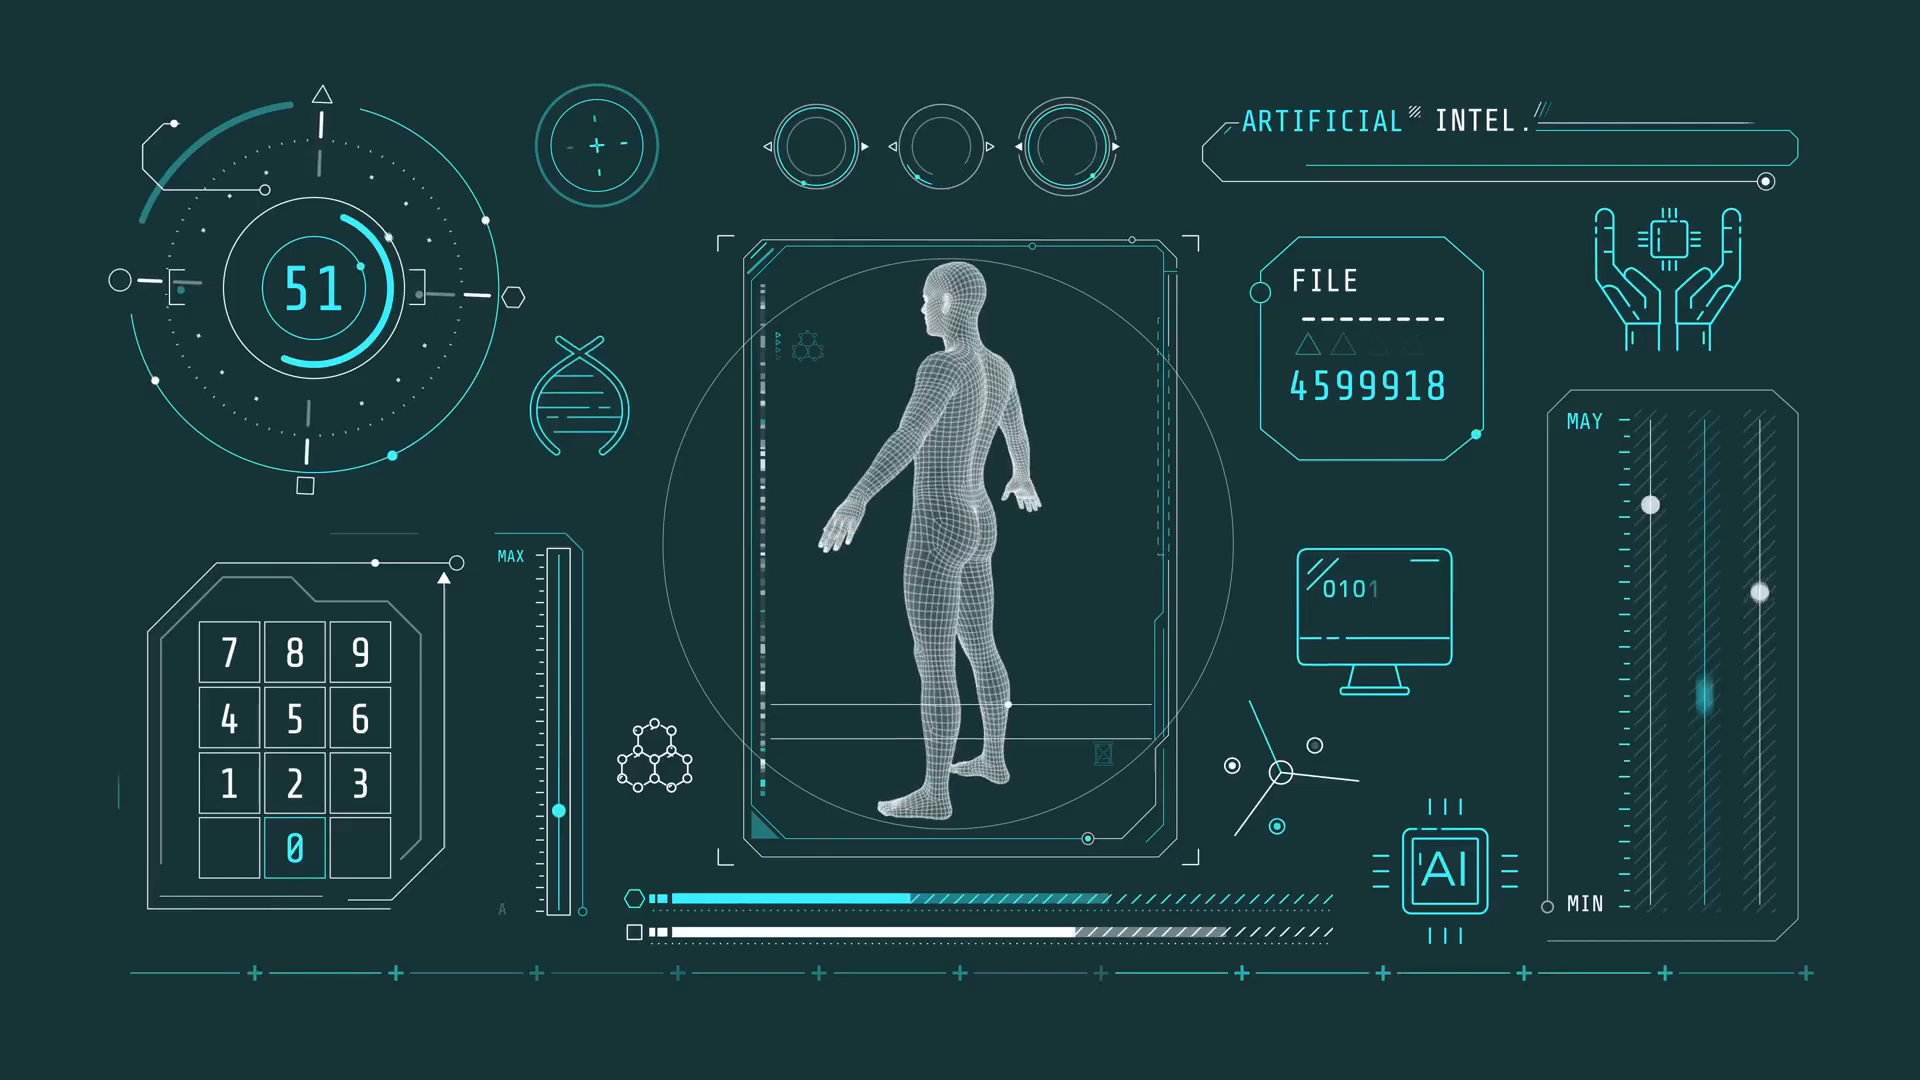 ARTIFICIAL INTEL.
51
FILE
4599918
MAY
MAX
0101
7 8 9
4 5 6
1 2 3
0
A
AI
MIN